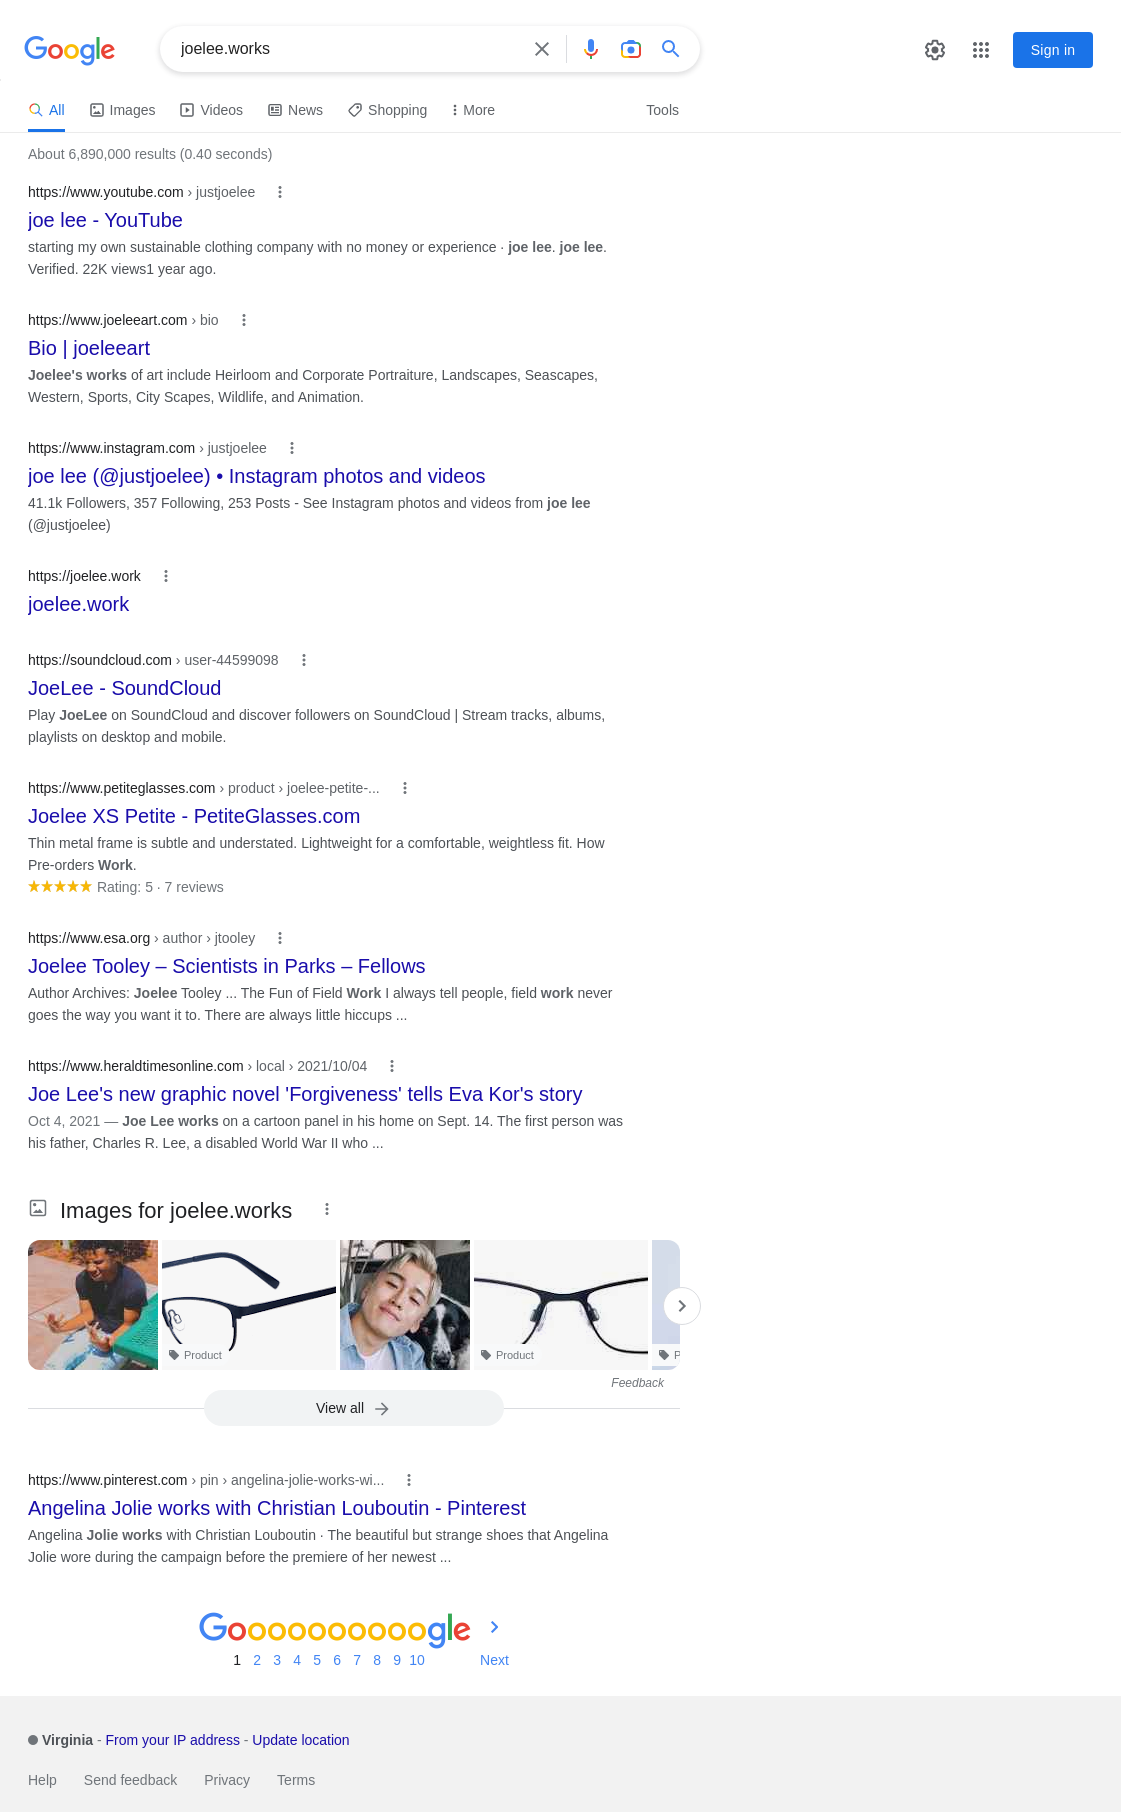 Google
joelee.works
Sign in
All
Images
Videos
News
Shopping
More
Tools
About 6,890,000 results (0.40 seconds)
https://www.youtube.com › justjoelee
joe lee - YouTube
starting my own sustainable clothing company with no money or experience · joe lee. joe lee.
Verified. 22K views1 year ago.
https://www.joeleeart.com › bio
Bio | joeleeart
Joelee's works of art include Heirloom and Corporate Portraiture, Landscapes, Seascapes,
Western, Sports, City Scapes, Wildlife, and Animation.
https://www.instagram.com › justjoelee
joe lee (@justjoelee) • Instagram photos and videos
41.1k Followers, 357 Following, 253 Posts - See Instagram photos and videos from joe lee
(@justjoelee)
https://joelee.work
joelee.work
https://soundcloud.com › user-44599098
JoeLee - SoundCloud
Play JoeLee on SoundCloud and discover followers on SoundCloud | Stream tracks, albums,
playlists on desktop and mobile.
https://www.petiteglasses.com › product › joelee-petite-...
Joelee XS Petite - PetiteGlasses.com
Thin metal frame is subtle and understated. Lightweight for a comfortable, weightless fit. How
Pre-orders Work.
Rating: 5 · 7 reviews
https://www.esa.org › author › jtooley
Joelee Tooley – Scientists in Parks – Fellows
Author Archives: Joelee Tooley ... The Fun of Field Work I always tell people, field work never
goes the way you want it to. There are always little hiccups ...
https://www.heraldtimesonline.com › local › 2021/10/04
Joe Lee's new graphic novel 'Forgiveness' tells Eva Kor's story
Oct 4, 2021 — Joe Lee works on a cartoon panel in his home on Sept. 14. The first person was
his father, Charles R. Lee, a disabled World War II who ...
Images for joelee.works
Product
Product
P
Feedback
View all
https://www.pinterest.com › pin › angelina-jolie-works-wi...
Angelina Jolie works with Christian Louboutin - Pinterest
Angelina Jolie works with Christian Louboutin · The beautiful but strange shoes that Angelina
Jolie wore during the campaign before the premiere of her newest ...
Goooooooooogle
1 2 3 4 5 6 7 8 9 10 Next
Virginia - From your IP address - Update location
Help Send feedback Privacy Terms